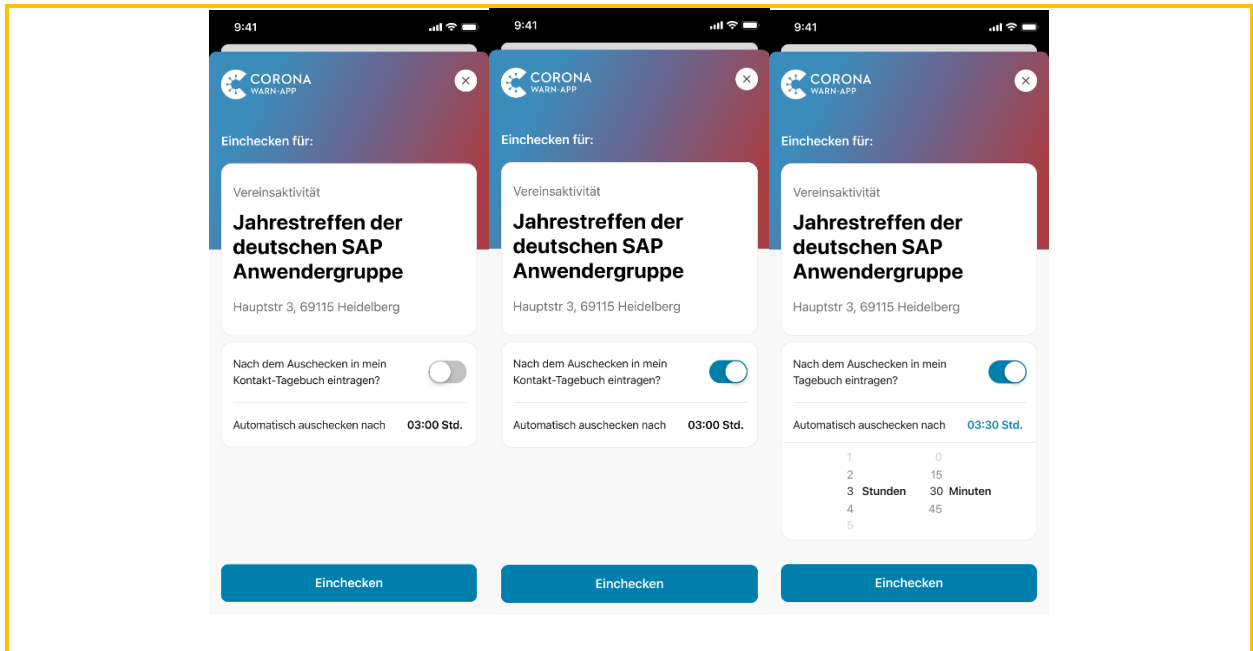 9:41
CORONA
WARN-APP
Einchecken für:
Vereinsaktivität
Jahrestreffen der
deutschen SAP
Anwendergruppe
Hauptstr 3, 69115 Heidelberg
Nach dem Auschecken in mein
Kontakt-Tagebuch eintragen?
Automatisch auschecken nach 03:00 Std.
Einchecken
9:41
CORONA
WARN-APP
Einchecken für:
Vereinsaktivität
Jahrestreffen der
deutschen SAP
Anwendergruppe
Hauptstr 3, 69115 Heidelberg
Nach dem Auschecken in mein
Kontakt-Tagebuch eintragen?
Automatisch auschecken nach 03:00 Std.
Einchecken
9:41
CORONA
WARN-APP
Einchecken für:
Vereinsaktivität
Jahrestreffen der
deutschen SAP
Anwendergruppe
Hauptstr 3, 69115 Heidelberg
Nach dem Auschecken in mein
Tagebuch eintragen?
Automatisch auschecken nach 03:30 Std.
1 0
2 15
3 Stunden 30 Minuten
4 45
5
Einchecken